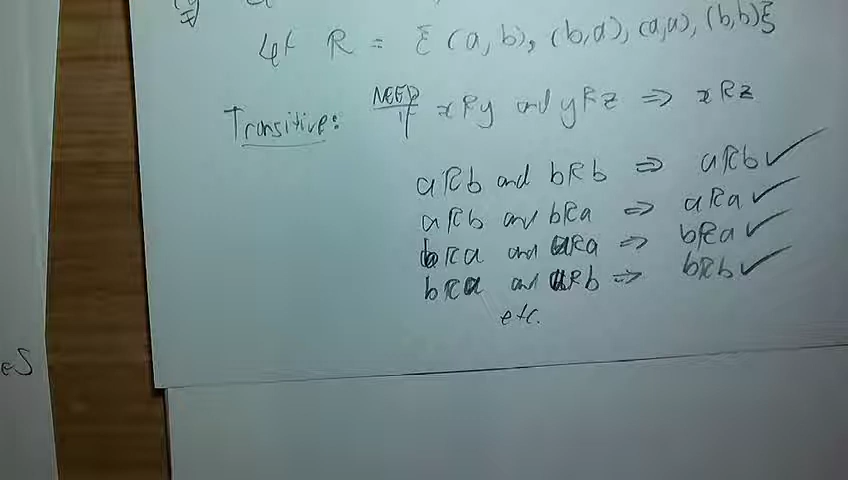 Let R = {(a,b), (b,a), (a,a), (b,b)}
Transitive: NEED if xRy and yRz ⇒ xRz
aRb and bRb ⇒ aRb ✓
aRb and bRa ⇒ aRa ✓
bRa and aRa ⇒ bRa ✓
bRa and aRb ⇒ bRb ✓
etc.
∈S